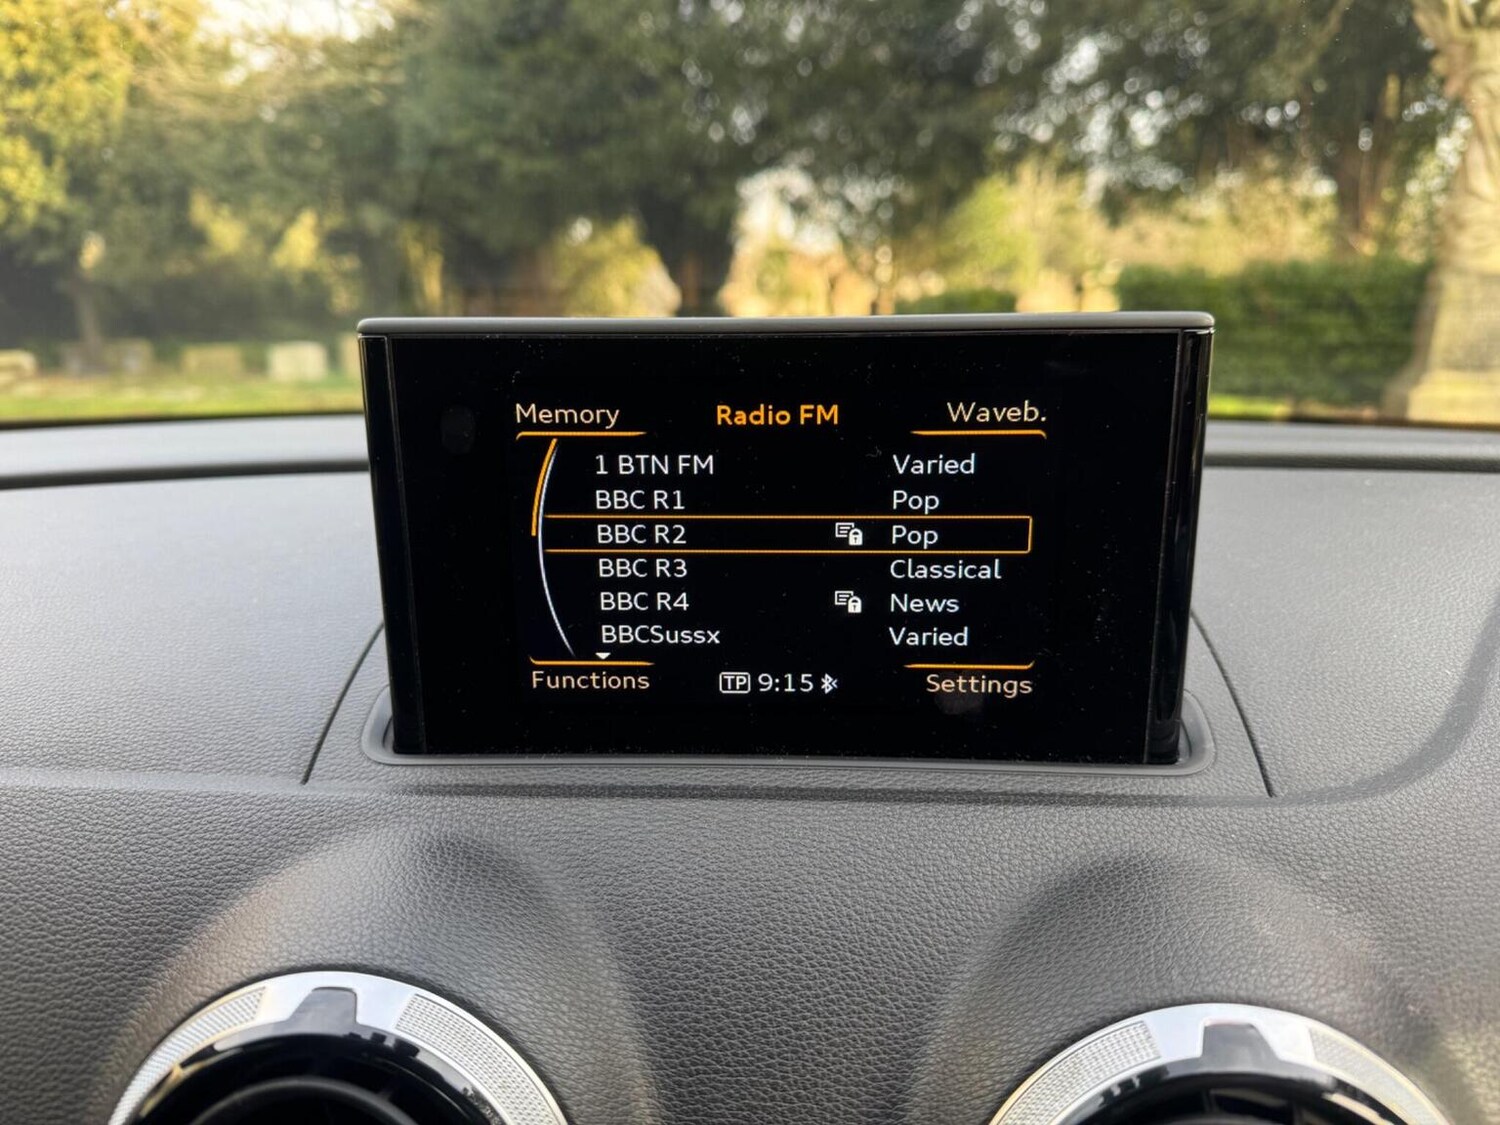 Memory Radio FM Waveb.
1 BTN FM Varied
BBC R1 Pop
BBC R2 Pop
BBC R3 Classical
BBC R4 News
BBCSussx Varied
Functions TP 9:15 Settings